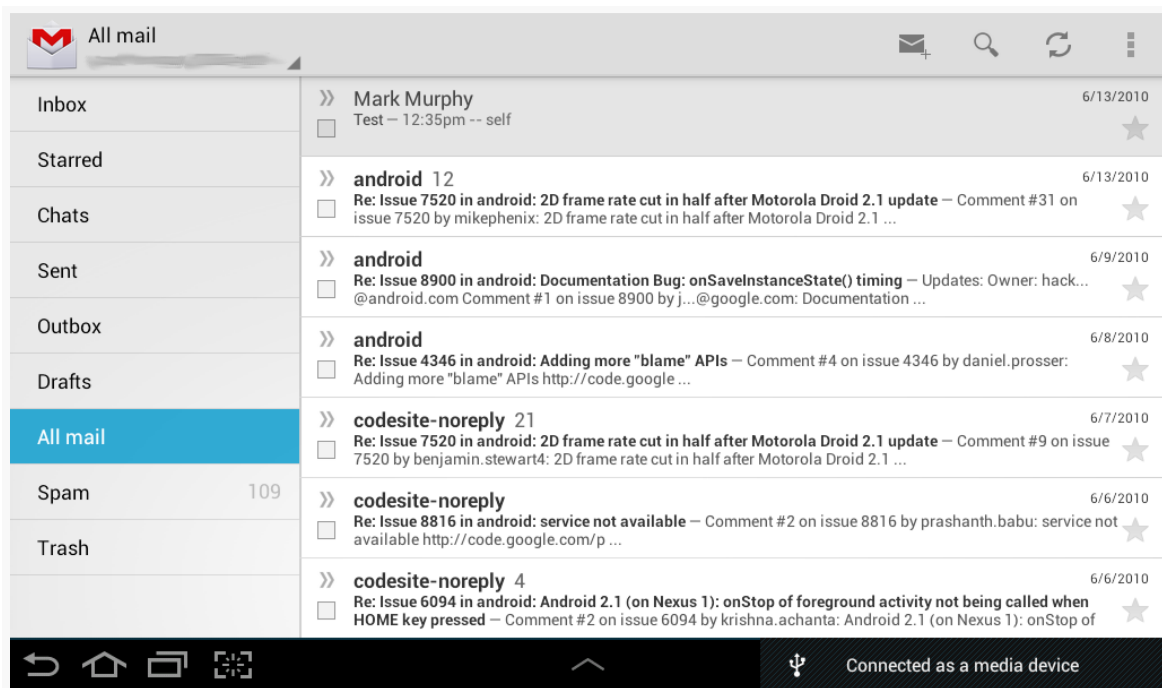 All mail
Inbox
Starred
Chats
Sent
Outbox
Drafts
All mail
Spam 109
Trash
Mark Murphy 6/13/2010
Test — 12:35pm -- self
android 12 6/13/2010
Re: Issue 7520 in android: 2D frame rate cut in half after Motorola Droid 2.1 update — Comment #31 on
issue 7520 by mikephenix: 2D frame rate cut in half after Motorola Droid 2.1 ...
android 6/9/2010
Re: Issue 8900 in android: Documentation Bug: onSaveInstanceState() timing — Updates: Owner: hack...
@android.com Comment #1 on issue 8900 by j...@google.com: Documentation ...
android 6/8/2010
Re: Issue 4346 in android: Adding more "blame" APIs — Comment #4 on issue 4346 by daniel.prosser:
Adding more "blame" APIs http://code.google ...
codesite-noreply 21 6/7/2010
Re: Issue 7520 in android: 2D frame rate cut in half after Motorola Droid 2.1 update — Comment #9 on issue
7520 by benjamin.stewart4: 2D frame rate cut in half after Motorola Droid 2.1 ...
codesite-noreply 6/6/2010
Re: Issue 8816 in android: service not available — Comment #2 on issue 8816 by prashanth.babu: service not
available http://code.google.com/p ...
codesite-noreply 4 6/6/2010
Re: Issue 6094 in android: Android 2.1 (on Nexus 1): onStop of foreground activity not being called when
HOME key pressed — Comment #2 on issue 6094 by krishna.achanta: Android 2.1 (on Nexus 1): onStop of
Connected as a media device